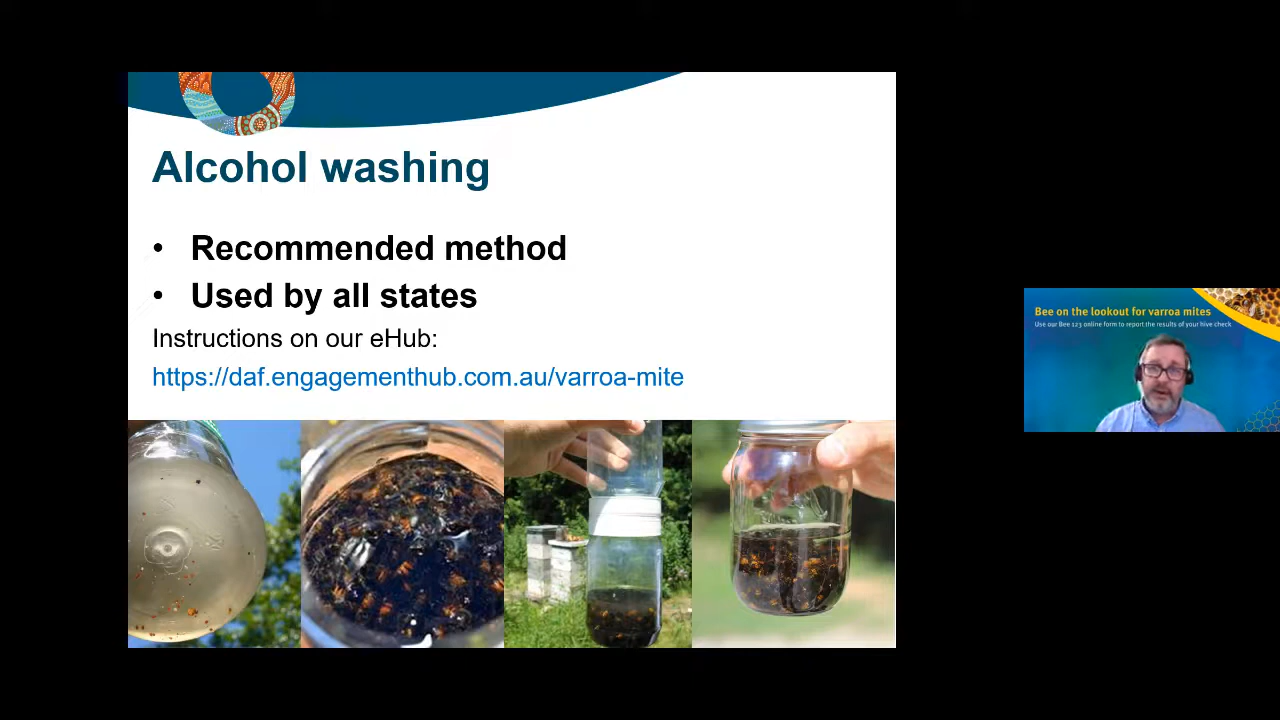 Alcohol washing
• Recommended method
• Used by all states
Instructions on our eHub:
https://daf.engagementhub.com.au/varroa-mite
Bee on the lookout for varroa mites
Use our Bee 123 online form to report the results of your hive check